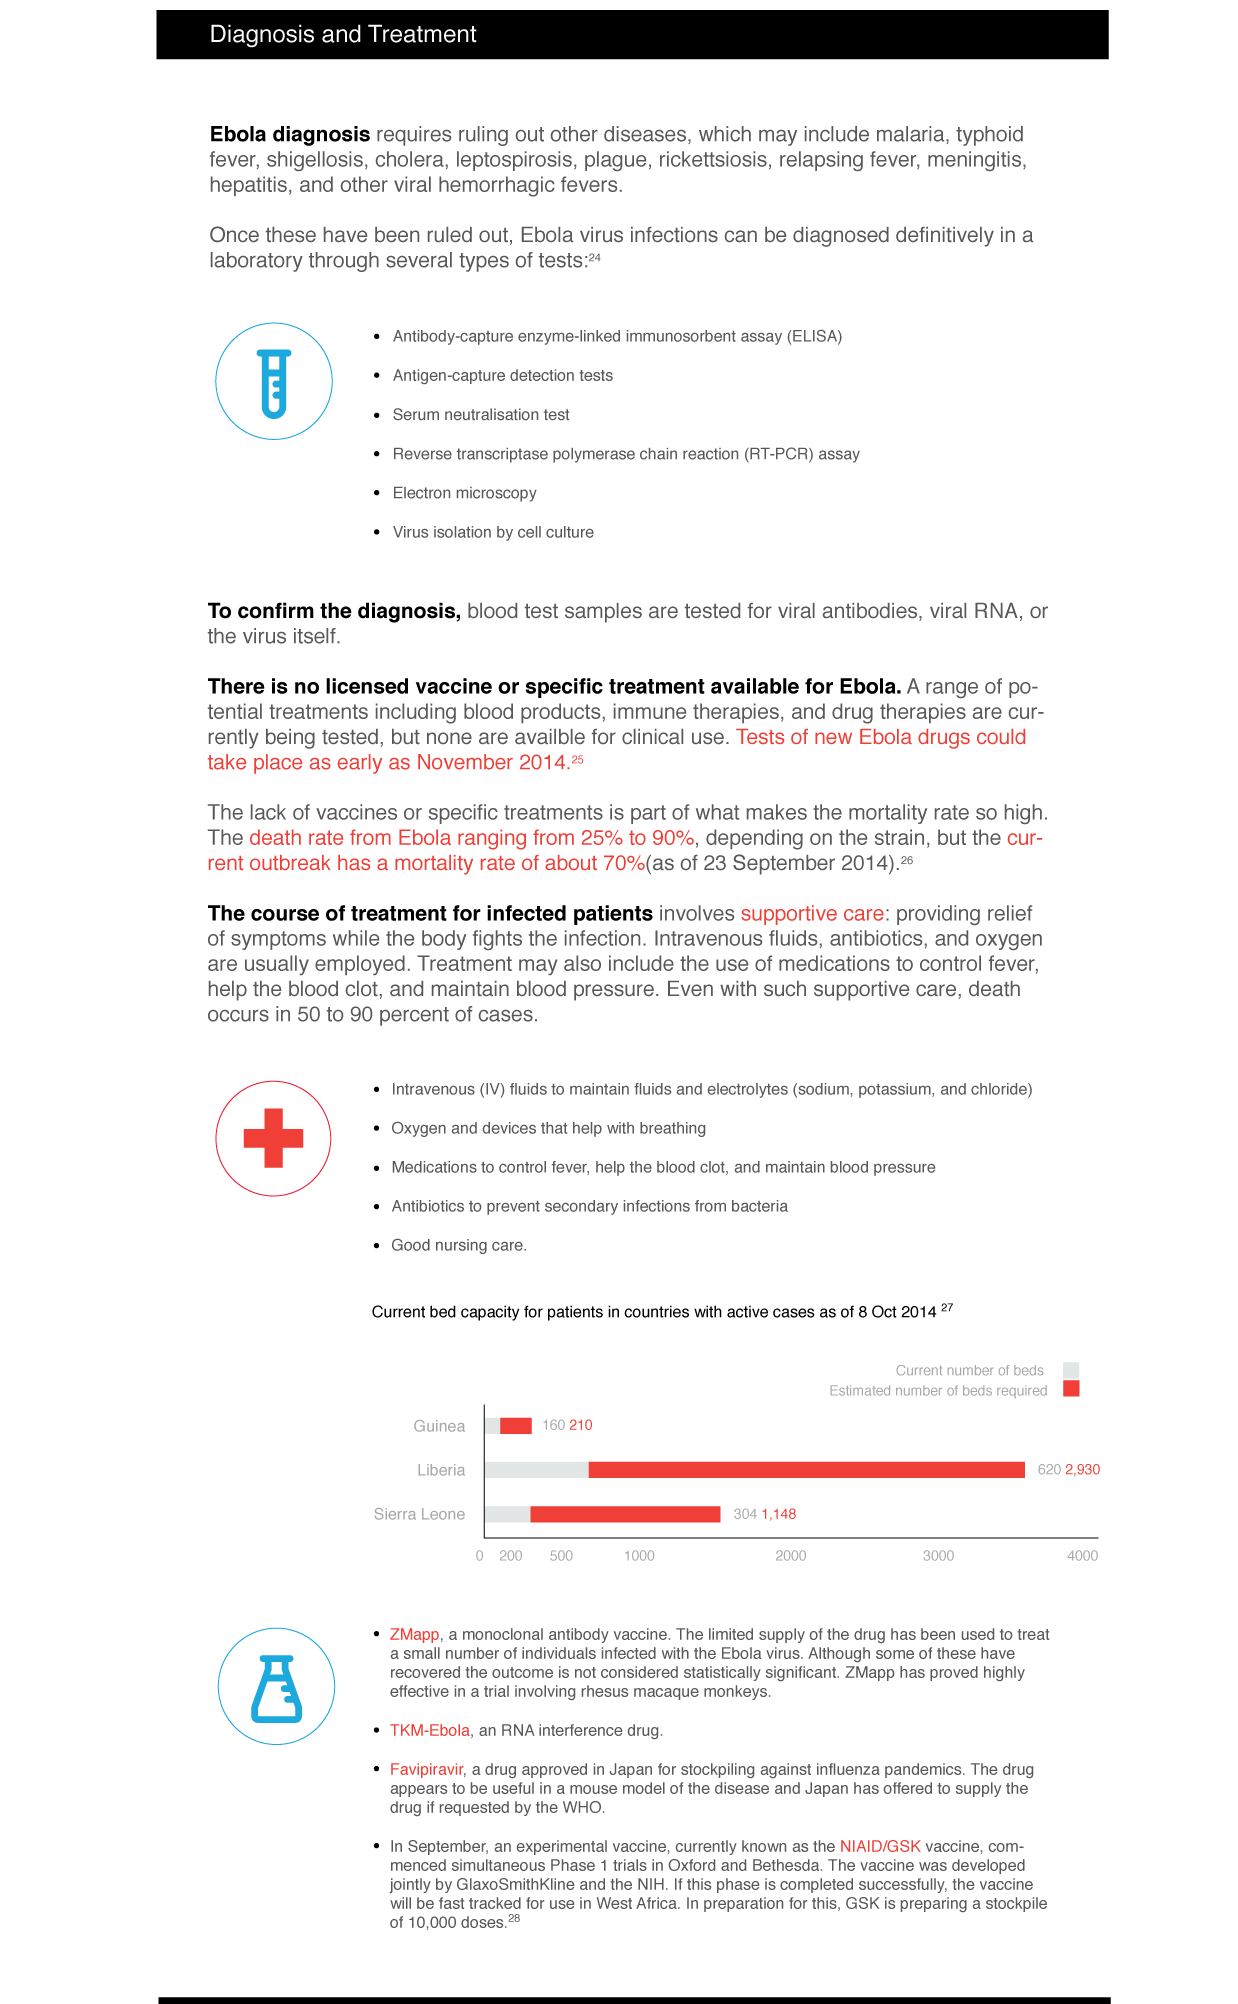 Diagnosis and Treatment
Ebola diagnosis requires ruling out other diseases, which may include malaria, typhoid
fever, shigellosis, cholera, leptospirosis, plague, rickettsiosis, relapsing fever, meningitis,
hepatitis, and other viral hemorrhagic fevers.
Once these have been ruled out, Ebola virus infections can be diagnosed definitively in a
laboratory through several types of tests:24
• Antibody-capture enzyme-linked immunosorbent assay (ELISA)
• Antigen-capture detection tests
• Serum neutralisation test
• Reverse transcriptase polymerase chain reaction (RT-PCR) assay
• Electron microscopy
• Virus isolation by cell culture
To confirm the diagnosis, blood test samples are tested for viral antibodies, viral RNA, or
the virus itself.
There is no licensed vaccine or specific treatment available for Ebola. A range of po-
tential treatments including blood products, immune therapies, and drug therapies are cur-
rently being tested, but none are availble for clinical use. Tests of new Ebola drugs could
take place as early as November 2014.25
The lack of vaccines or specific treatments is part of what makes the mortality rate so high.
The death rate from Ebola ranging from 25% to 90%, depending on the strain, but the cur-
rent outbreak has a mortality rate of about 70%(as of 23 September 2014).26
The course of treatment for infected patients involves supportive care: providing relief
of symptoms while the body fights the infection. Intravenous fluids, antibiotics, and oxygen
are usually employed. Treatment may also include the use of medications to control fever,
help the blood clot, and maintain blood pressure. Even with such supportive care, death
occurs in 50 to 90 percent of cases.
• Intravenous (IV) fluids to maintain fluids and electrolytes (sodium, potassium, and chloride)
• Oxygen and devices that help with breathing
• Medications to control fever, help the blood clot, and maintain blood pressure
• Antibiotics to prevent secondary infections from bacteria
• Good nursing care.
Current bed capacity for patients in countries with active cases as of 8 Oct 2014 27
Current number of beds
Estimated number of beds required
Guinea 160 210
Liberia 620 2,930
Sierra Leone 304 1,148
0 200 500 1000 2000 3000 4000
• ZMapp, a monoclonal antibody vaccine. The limited supply of the drug has been used to treat
a small number of individuals infected with the Ebola virus. Although some of these have
recovered the outcome is not considered statistically significant. ZMapp has proved highly
effective in a trial involving rhesus macaque monkeys.
• TKM-Ebola, an RNA interference drug.
• Favipiravir, a drug approved in Japan for stockpiling against influenza pandemics. The drug
appears to be useful in a mouse model of the disease and Japan has offered to supply the
drug if requested by the WHO.
• In September, an experimental vaccine, currently known as the NIAID/GSK vaccine, com-
menced simultaneous Phase 1 trials in Oxford and Bethesda. The vaccine was developed
jointly by GlaxoSmithKline and the NIH. If this phase is completed successfully, the vaccine
will be fast tracked for use in West Africa. In preparation for this, GSK is preparing a stockpile
of 10,000 doses.28